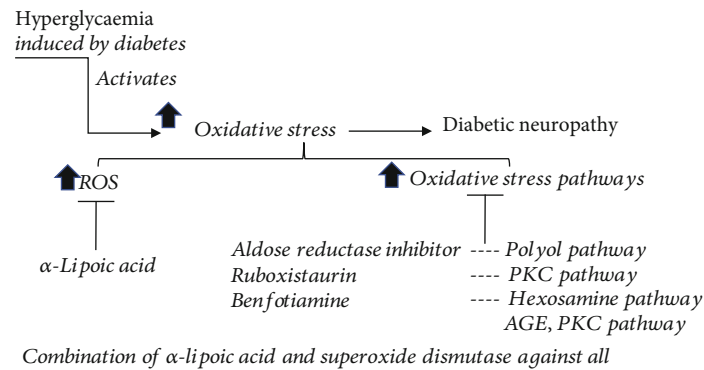 Hyperglycaemia
induced by diabetes
Activates
Oxidative stress
Diabetic neuropathy
ROS
Oxidative stress pathways
α-Lipoic acid
Aldose reductase inhibitor ---- Polyol pathway
Ruboxistaurin ---- PKC pathway
Benfotiamine ---- Hexosamine pathway
AGE, PKC pathway
Combination of α-lipoic acid and superoxide dismutase against all